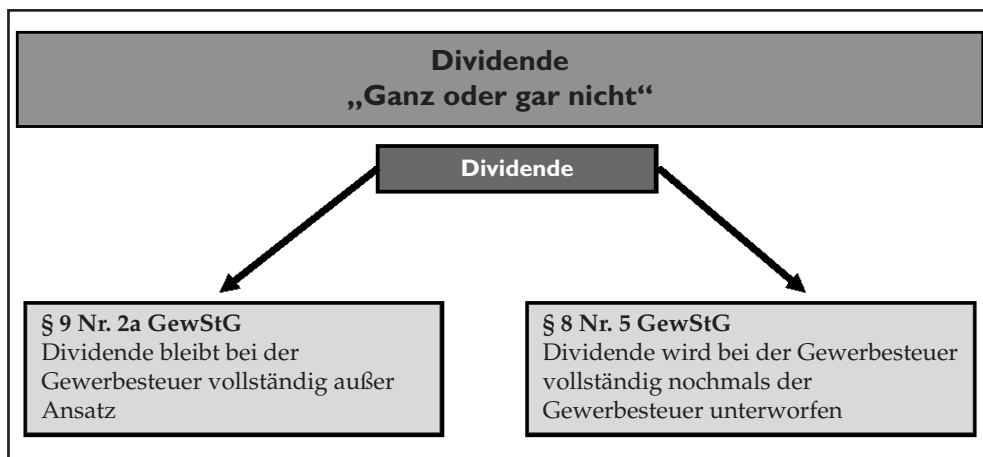 Dividende
„Ganz oder gar nicht“
Dividende
§ 9 Nr. 2a GewStG
Dividende bleibt bei der
Gewerbesteuer vollständig außer
Ansatz
§ 8 Nr. 5 GewStG
Dividende wird bei der Gewerbesteuer
vollständig nochmals der
Gewerbesteuer unterworfen